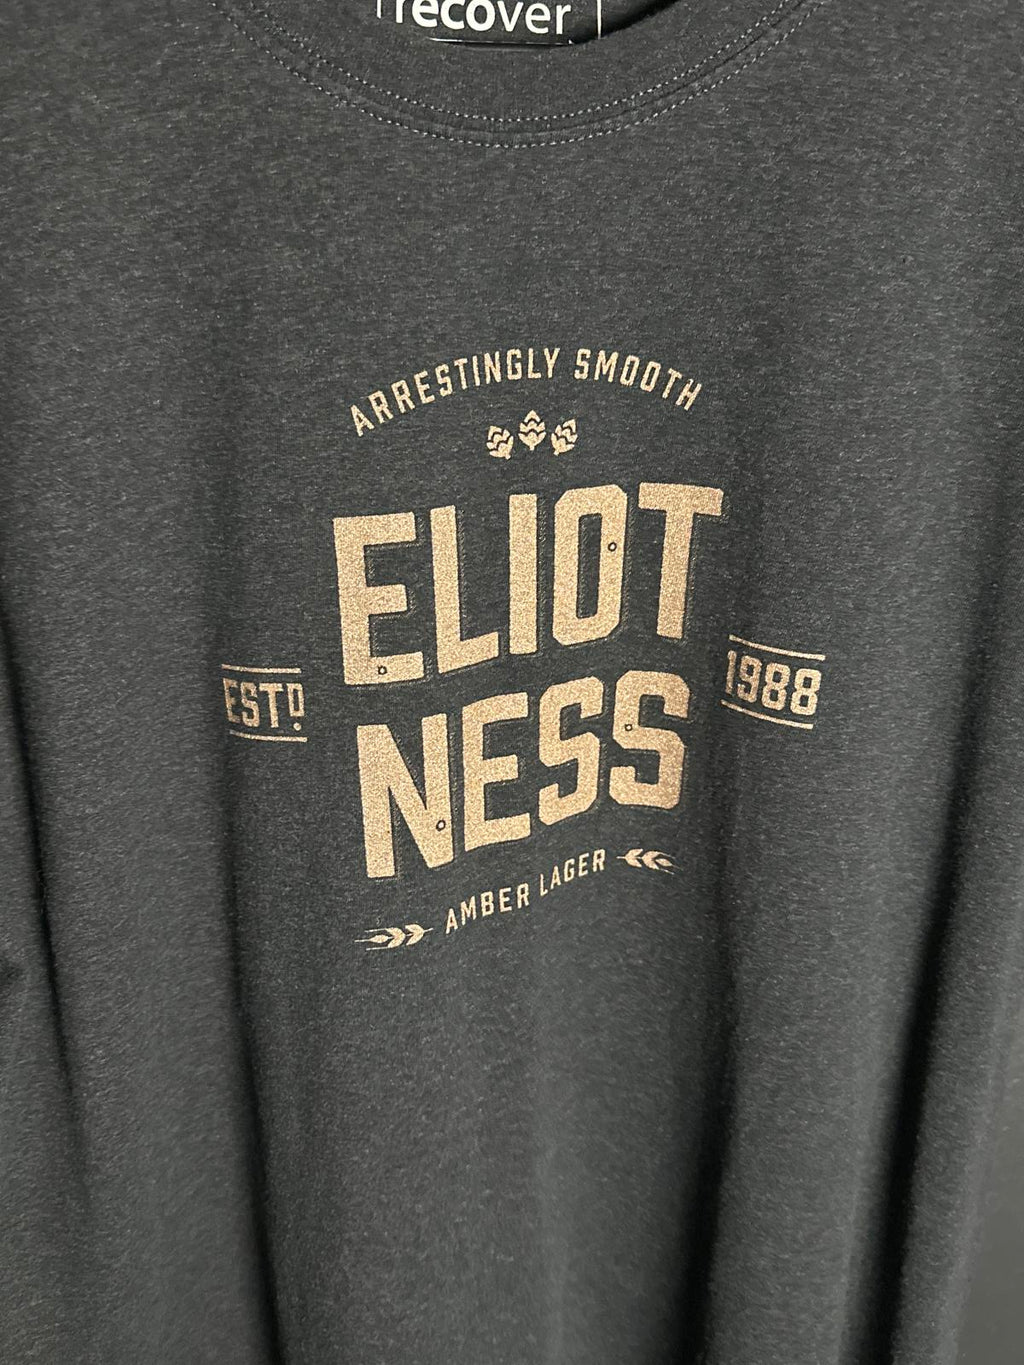 recover
ARRESTINGLY SMOOTH
ELIOT
NESS
ESTD.
1988
AMBER LAGER